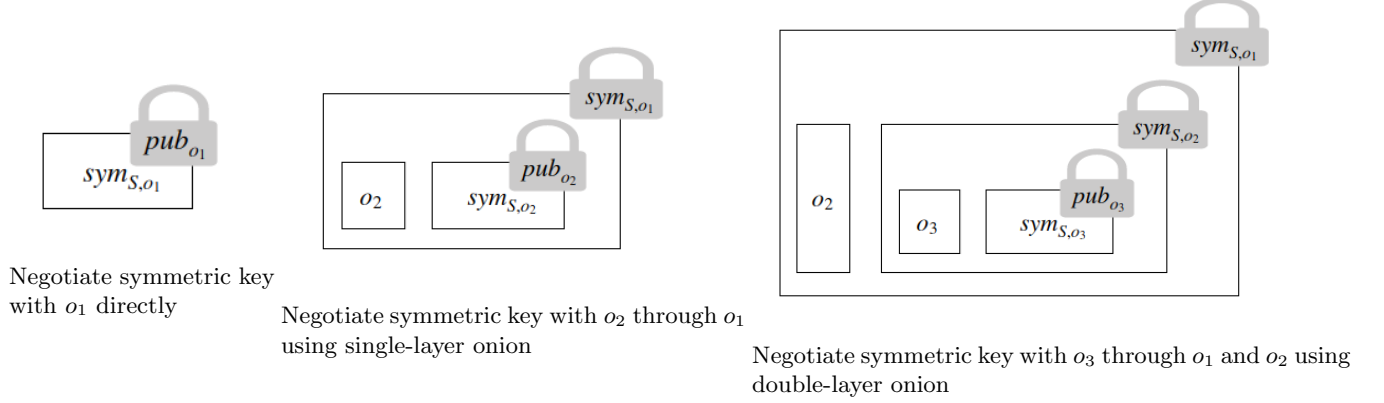 pub_{o_1}
sym_{S,o_1}
Negotiate symmetric key
with o_1 directly
sym_{S,o_1}
pub_{o_2}
o_2
sym_{S,o_2}
Negotiate symmetric key with o_2 through o_1
using single-layer onion
sym_{S,o_1}
sym_{S,o_2}
pub_{o_3}
o_2
o_3
sym_{S,o_3}
Negotiate symmetric key with o_3 through o_1 and o_2 using
double-layer onion